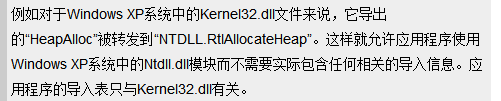 例如对于Windows XP系统中的Kernel32.dll文件来说，它导出
的“HeapAlloc”被转发到“NTDLL.RtlAllocateHeap”。这样就允许应用程序使用
Windows XP系统中的Ntdll.dll模块而不需要实际包含任何相关的导入信息。应
用程序的导入表只与Kernel32.dll有关。